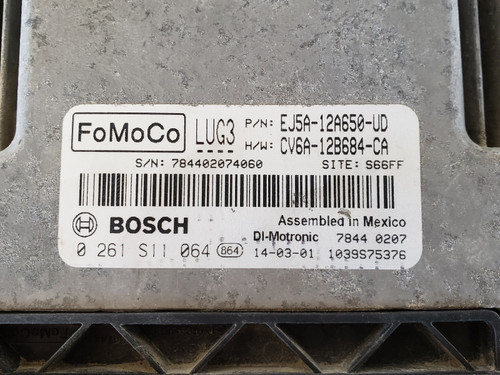 FoMoCo LUG3 P/N: EJ5A-12A650-UD
H/W: CV6A-12B684-CA
S/N: 784402074060 SITE: S66FF
BOSCH Assembled in Mexico
DI-Motronic 7844 0207
0 261 S11 064 864 14-03-01 1039S75376
FoMoCo